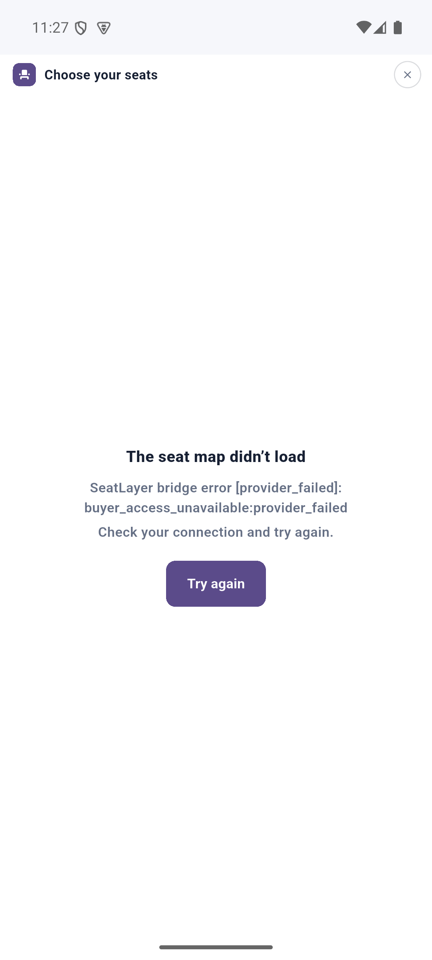 11:27
Choose your seats
The seat map didn’t load
SeatLayer bridge error [provider_failed]:
buyer_access_unavailable:provider_failed
Check your connection and try again.
Try again